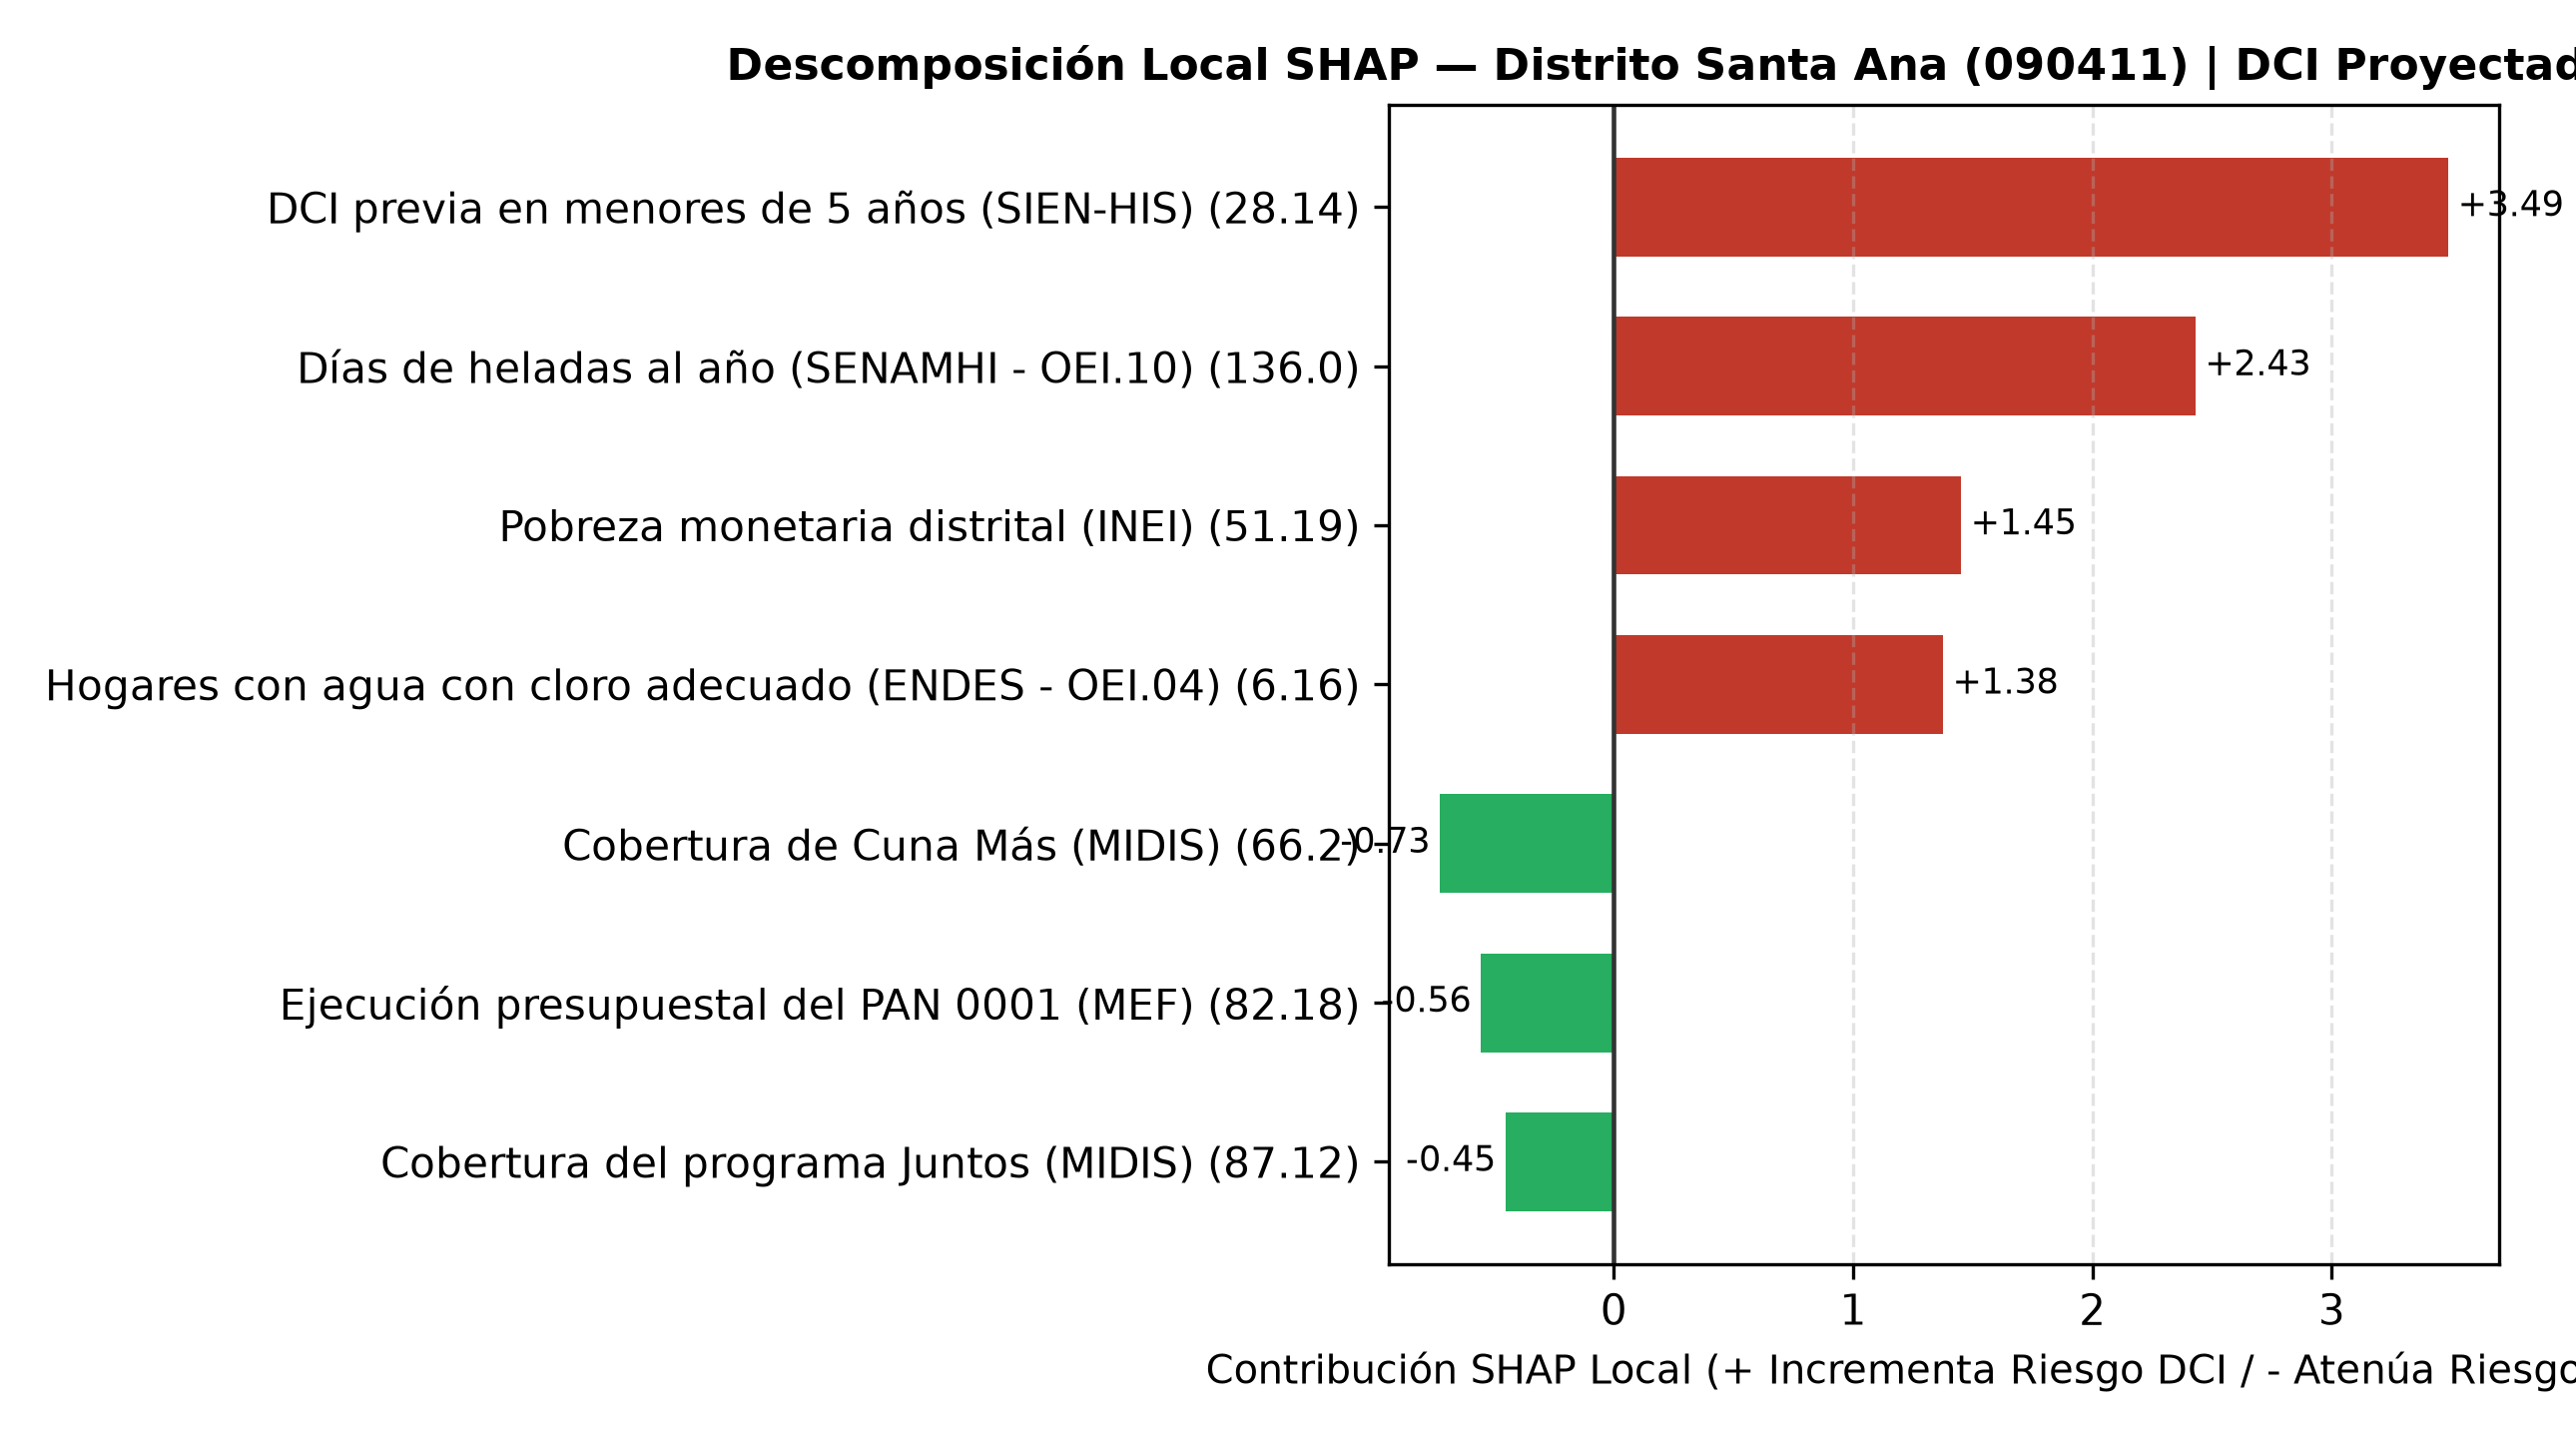 Descomposición Local SHAP — Distrito Santa Ana (090411) | DCI Proyectad
DCI previa en menores de 5 años (SIEN-HIS) (28.14) +3.49
Días de heladas al año (SENAMHI - OEI.10) (136.0) +2.43
Pobreza monetaria distrital (INEI) (51.19) +1.45
Hogares con agua con cloro adecuado (ENDES - OEI.04) (6.16) +1.38
Cobertura de Cuna Más (MIDIS) (66.2) -0.73
Ejecución presupuestal del PAN 0001 (MEF) (82.18) -0.56
Cobertura del programa Juntos (MIDIS) (87.12) -0.45
0 1 2 3
Contribución SHAP Local (+ Incrementa Riesgo DCI / - Atenúa Riesgo